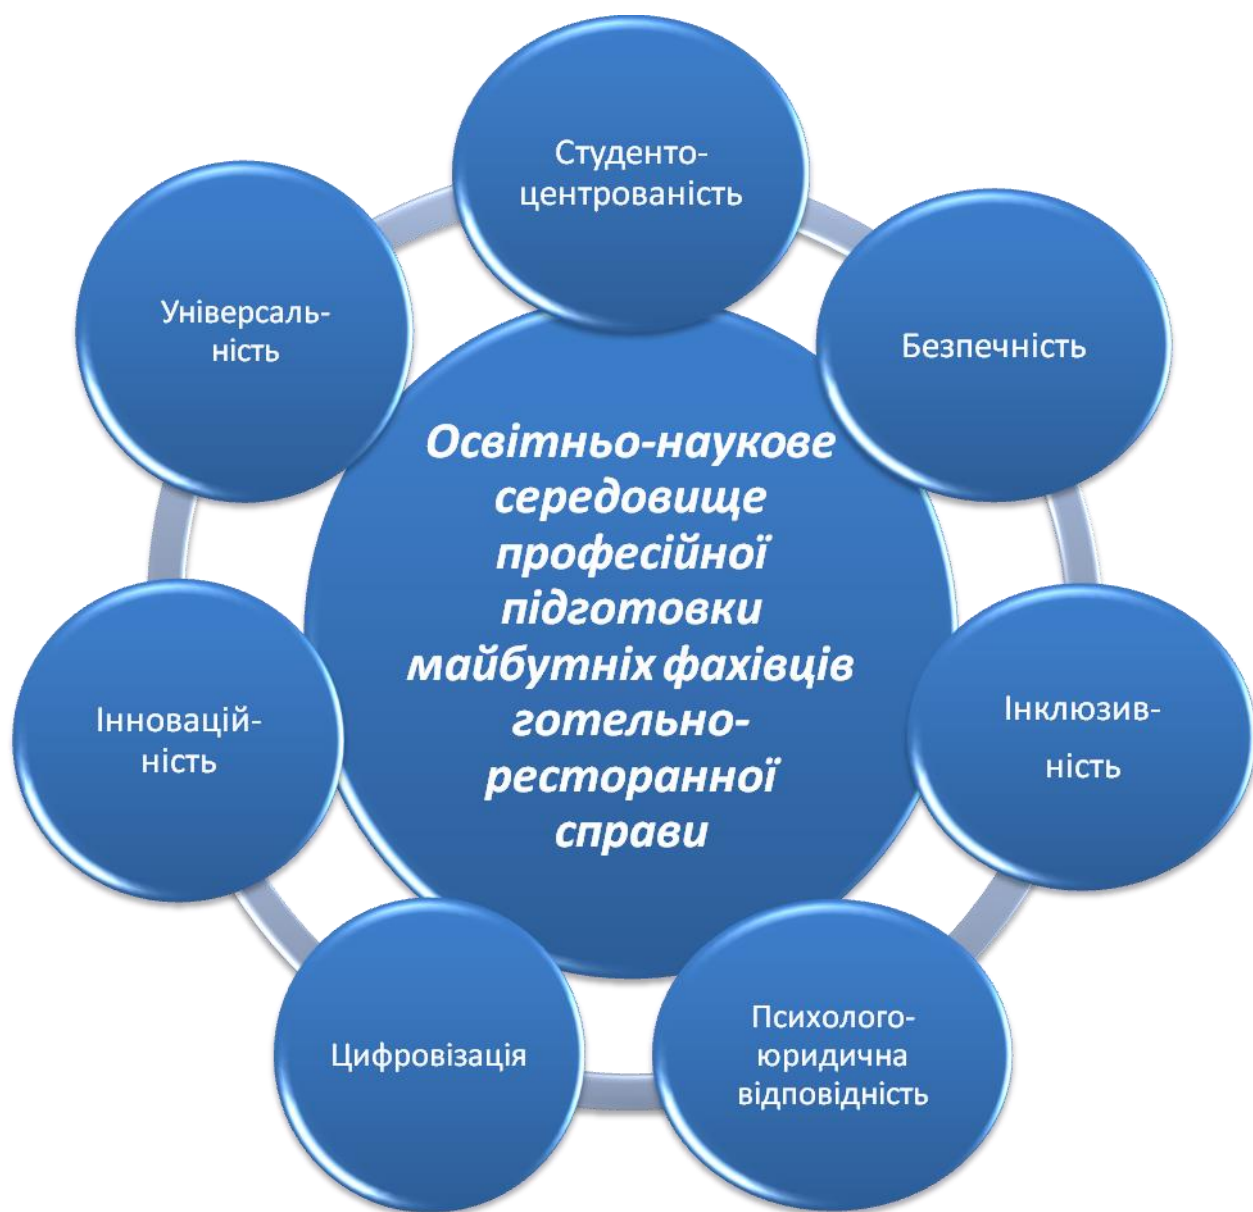 Студенто-
центрованість
Безпечність
Інклюзив-
ність
Психолого-
юридична
відповідність
Цифровізація
Інновацій-
ність
Універсаль-
ність
Освітньо-наукове
середовище
професійної
підготовки
майбутніх фахівців
готельно-
ресторанної
справи